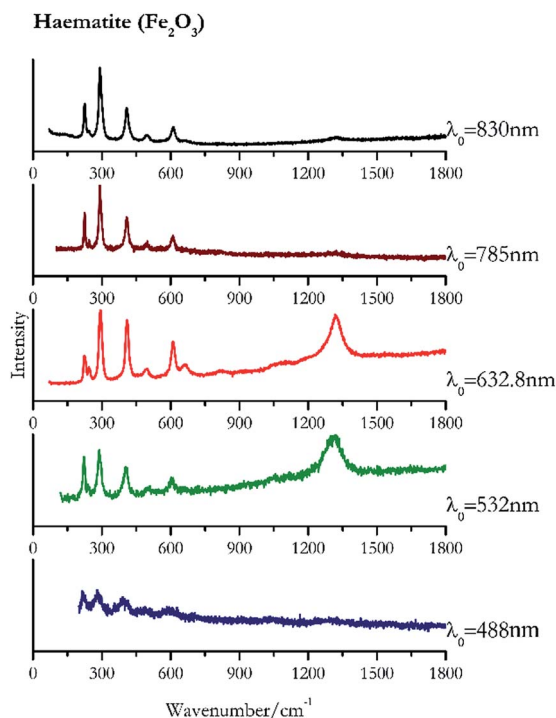 Haematite (Fe₂O₃)
λ₀=830nm
0 300 600 900 1200 1500 1800
λ₀=785nm
0 300 600 900 1200 1500 1800
Intensity
λ₀=632.8nm
0 300 600 900 1200 1500 1800
λ₀=532nm
0 300 600 900 1200 1500 1800
λ₀=488nm
0 300 600 900 1200 1500 1800
Wavenumber/cm⁻¹